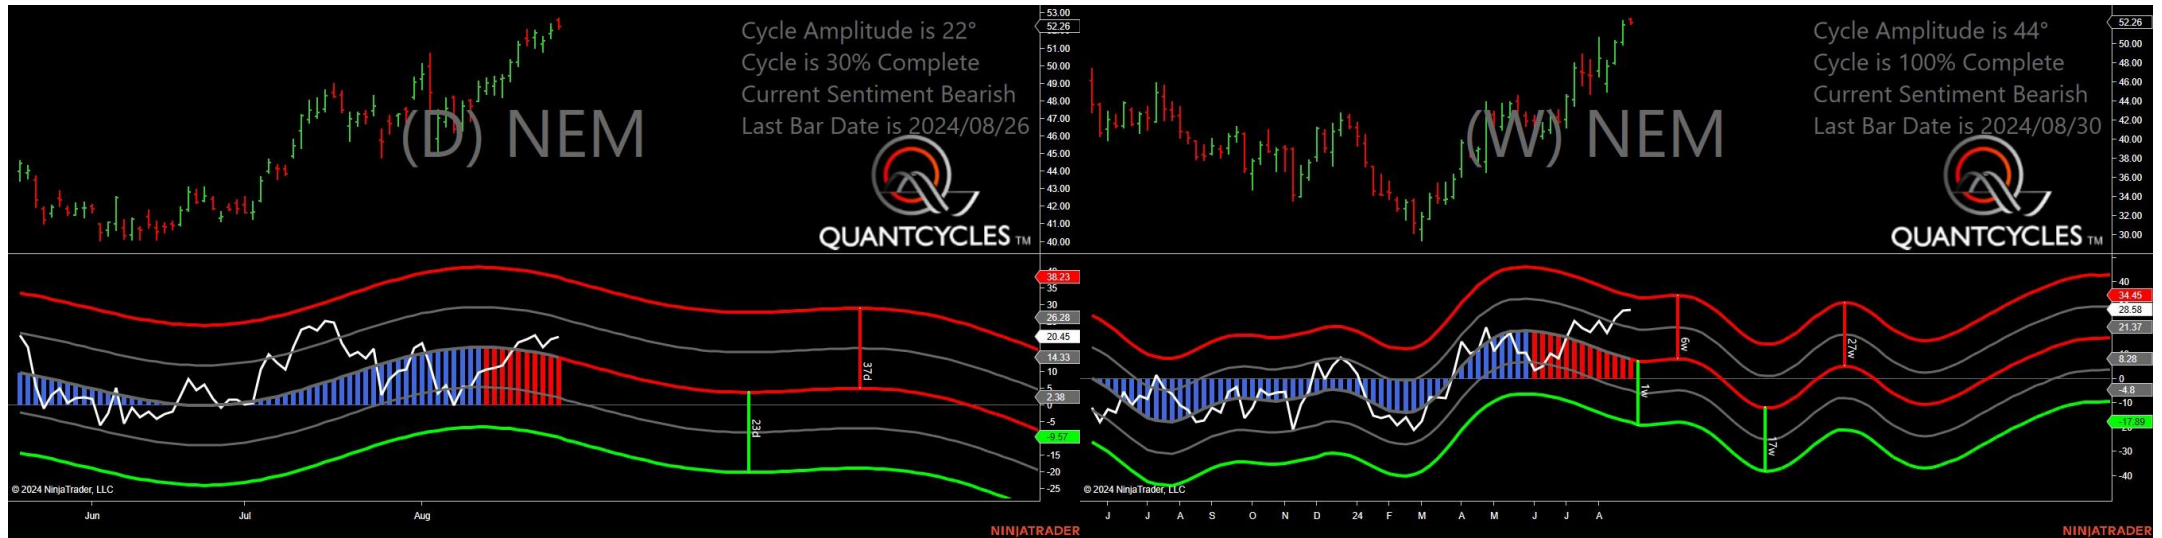 Cycle Amplitude is 22°
Cycle is 30% Complete
Current Sentiment Bearish
Last Bar Date is 2024/08/26
(D) NEM
QUANTCYCLES TM
53.00
52.26
51.00
50.00
49.00
48.00
47.00
46.00
45.00
44.00
43.00
42.00
41.00
40.00
38.23
35
30
26.28
20.45
14.33
10
5
2.38
0
-5
-9.57
-15
-20
-25
37d
23d
© 2024 NinjaTrader, LLC
Jun Jul Aug
NINJATRADER
Cycle Amplitude is 44°
Cycle is 100% Complete
Current Sentiment Bearish
Last Bar Date is 2024/08/30
(W) NEM
QUANTCYCLES TM
52.26
50.00
48.00
46.00
44.00
42.00
40.00
38.00
36.00
34.00
32.00
30.00
40
34.45
28.58
21.37
8.28
0
-4.8
-10
-17.89
-30
-40
6w
27w
1w
17w
© 2024 NinjaTrader, LLC
J J A S O N D 24 F M A M J J A
NINJATRADER